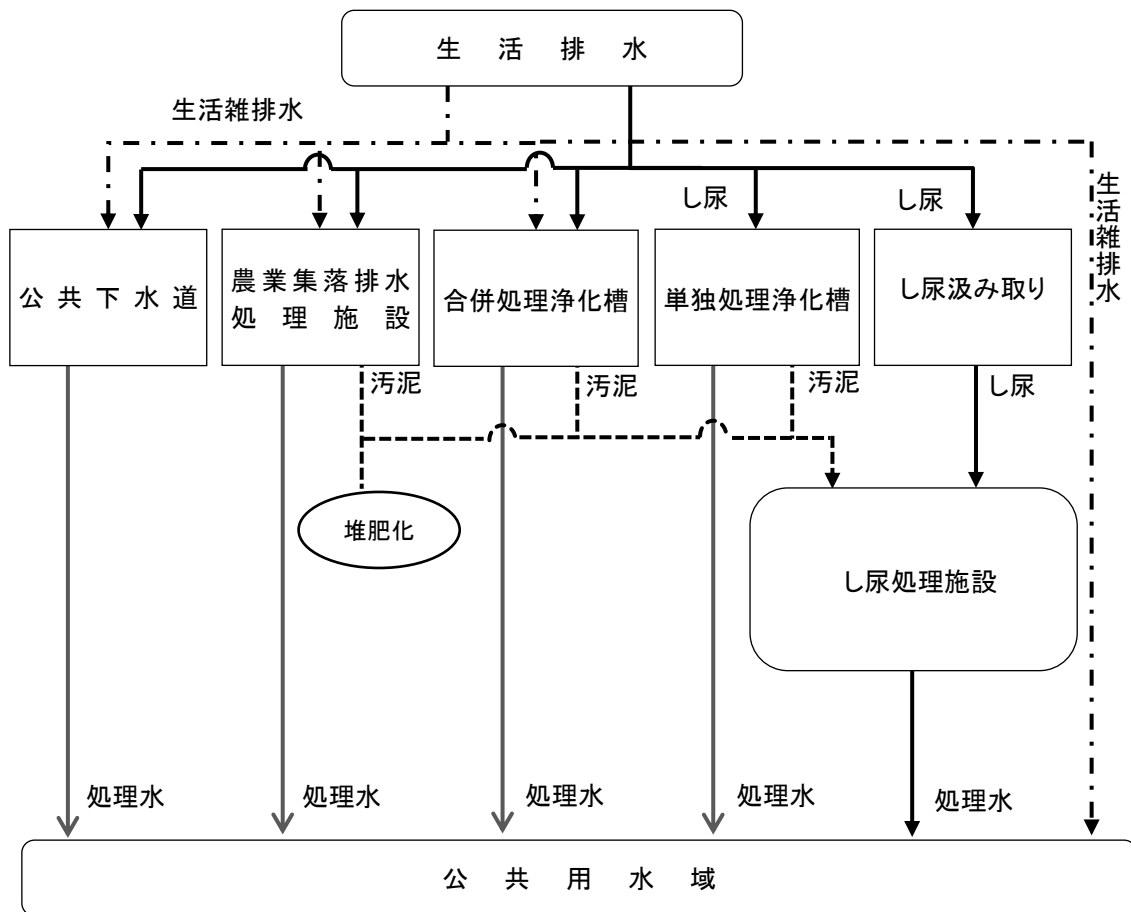 生活排水
生活雑排水
し尿
し尿
生活雑排水
公共下水道
農業集落排水
処理施設
合併処理浄化槽
単独処理浄化槽
し尿汲み取り
汚泥
汚泥
汚泥
し尿
堆肥化
し尿処理施設
処理水
処理水
処理水
処理水
処理水
公共用水域